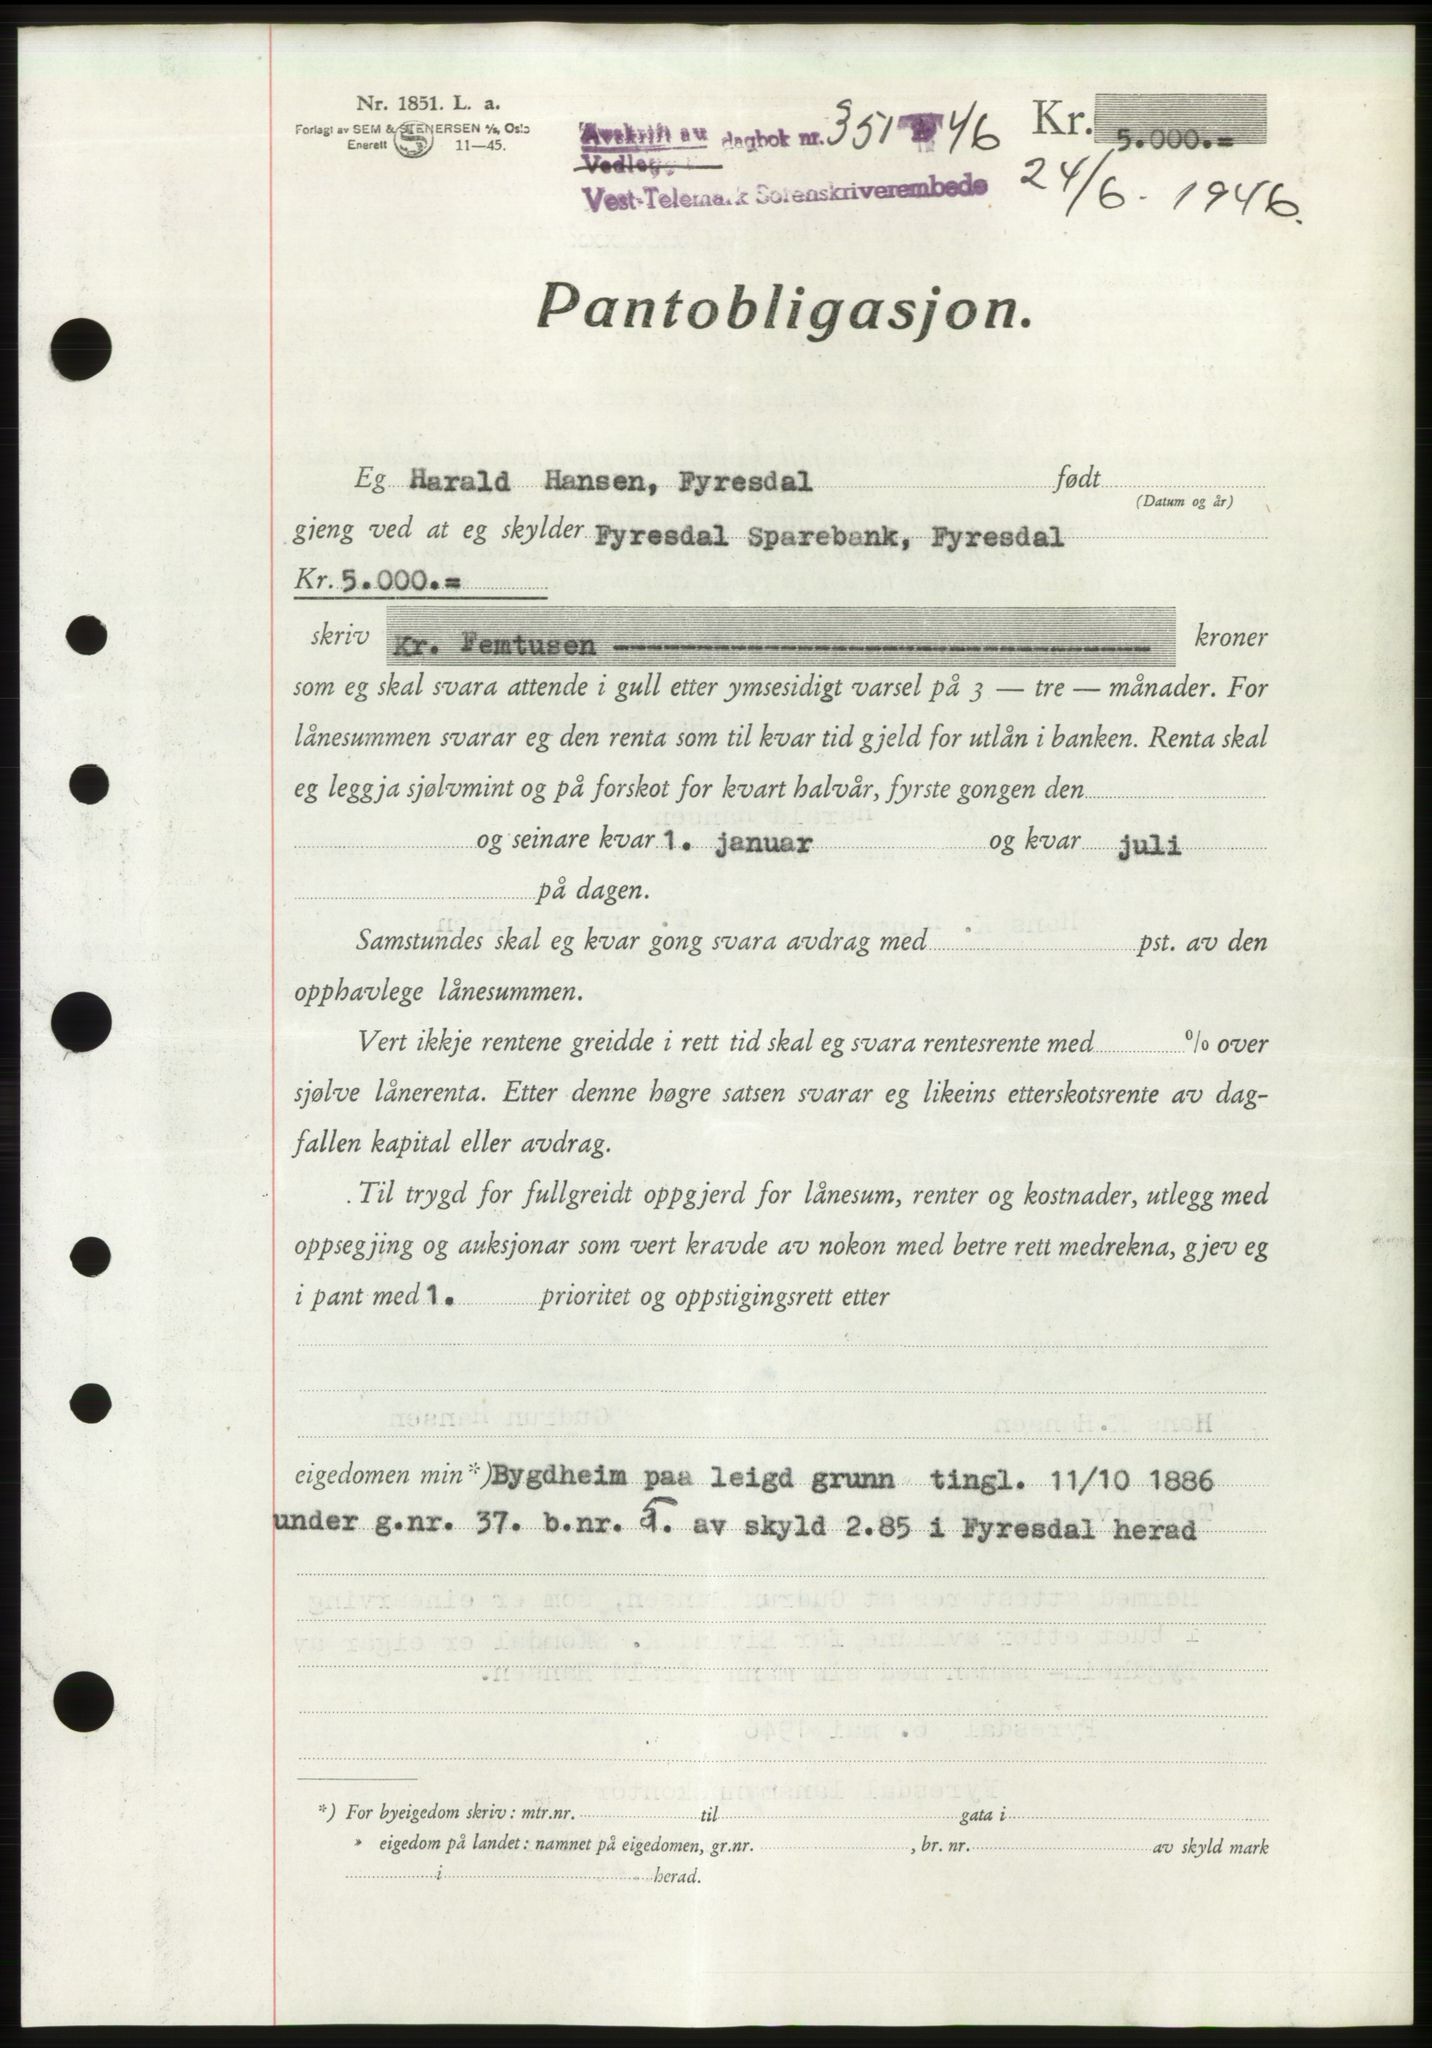 Nr. 1851. L. a.
Forlagt av SEM & STENERSEN A/S, Oslo
Enerett 11—45.
Avskrift av dagbok nr. 351 1946
Vedlegg
Vest-Telemark Sorenskriverembede
Kr. 5.000.=
24/6. 1946.
Pantobligasjon.
Eg Harald Hansen, Fyresdal født
(Datum og år)
gjeng ved at eg skylder Fyresdal Sparebank, Fyresdal
Kr. 5.000.=
skriv Kr. Femtusen kroner
som eg skal svara attende i gull etter ymsesidigt varsel på 3 — tre — månader. For
lånesummen svarar eg den renta som til kvar tid gjeld for utlån i banken. Renta skal
eg leggja sjølvmint og på forskot for kvart halvår, fyrste gongen den
og seinare kvar 1. januar og kvar juli
på dagen.
Samstundes skal eg kvar gong svara avdrag med pst. av den
opphavlege lånesummen.
Vert ikkje rentene greidde i rett tid skal eg svara rentesrente med % over
sjølve lånerenta. Etter denne høgre satsen svarar eg likeins etterskotsrente av dag-
fallen kapital eller avdrag.
Til trygd for fullgreidt oppgjerd for lånesum, renter og kostnader, utlegg med
oppsegjing og auksjonar som vert kravde av nokon med betre rett medrekna, gjev eg
i pant med 1. prioritet og oppstigingsrett etter
eigedomen min *) Bygdheim paa leigd grunn tingl. 11/10 1886
under g.nr. 37. b.nr. av skyld 2.85 i Fyresdal herad
*) For byeigedom skriv: mtr.nr. til gata i
» eigedom på landet: namnet på eigedomen, gr.nr. , br. nr. av skyld mark
i herad.